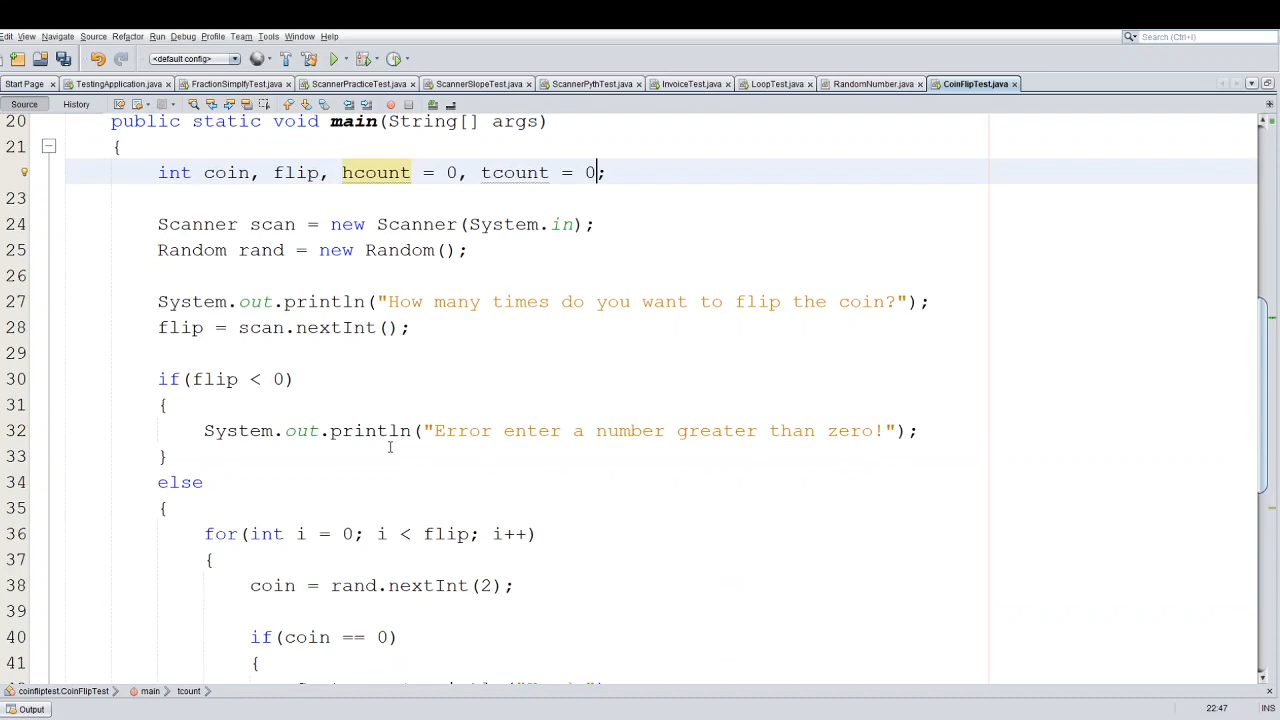 Edit View Navigate Source Refactor Run Debug Profile Team Tools Window Help
Search (Ctrl+I)
<default config>
Start Page TestingApplication.java FractionSimplifyTest.java ScannerPracticeTest.java ScannerSlopeTest.java ScannerPythTest.java InvoiceTest.java LoopTest.java RandomNumber.java CoinFlipTest.java
Source History
20 public static void main(String[] args)
21 {
int coin, flip, hcount = 0, tcount = 0;
23
24 Scanner scan = new Scanner(System.in);
25 Random rand = new Random();
26
27 System.out.println("How many times do you want to flip the coin?");
28 flip = scan.nextInt();
29
30 if(flip < 0)
31 {
32 System.out.println("Error enter a number greater than zero!");
33 }
34 else
35 {
36 for(int i = 0; i < flip; i++)
37 {
38 coin = rand.nextInt(2);
39
40 if(coin == 0)
41 {
coinfliptest.CoinFlipTest main tcount
Output 22:47 INS